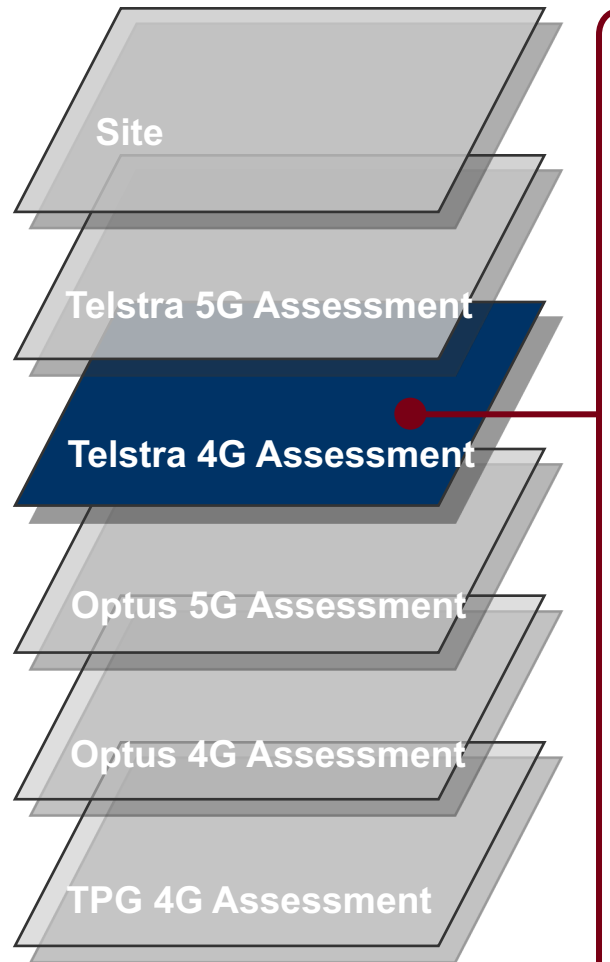 Site
Telstra 5G Assessment
Telstra 4G Assessment
Optus 5G Assessment
Optus 4G Assessment
TPG 4G Assessment